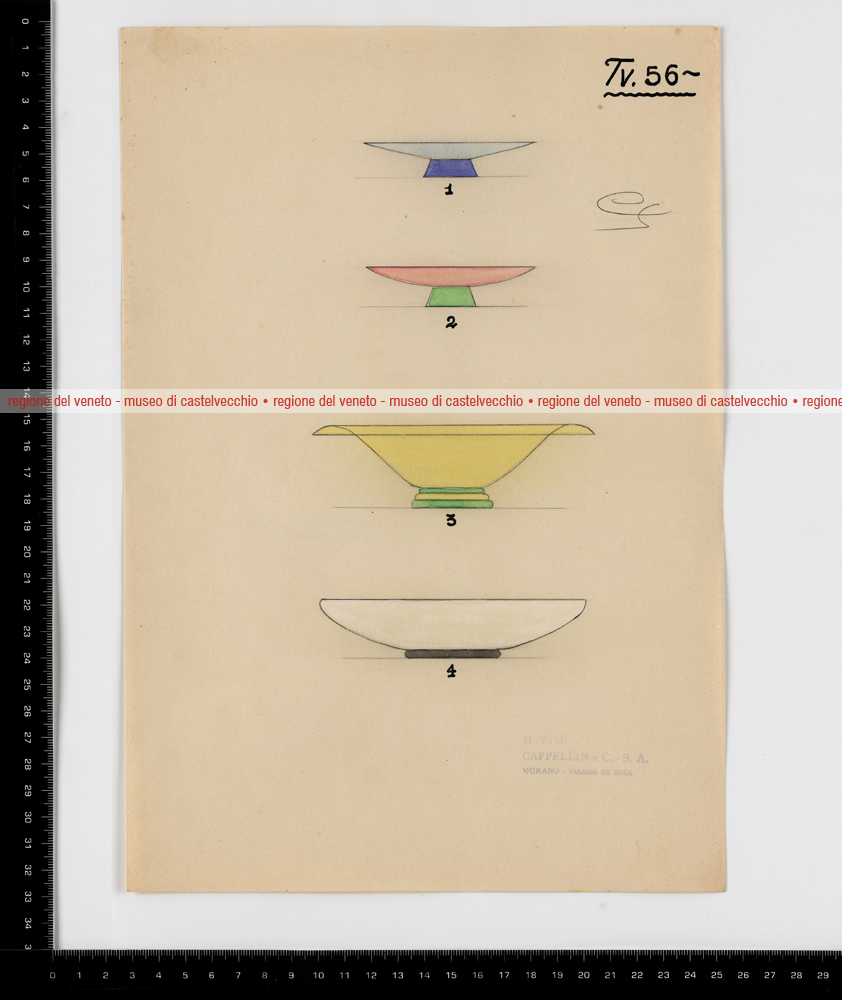 Tv. 56~
1
2
regione del veneto - museo di castelvecchio • regione del veneto - museo di castelvecchio • regione del veneto - museo di castelvecchio • regione
3
4
M. V. M.
CAPPELLIN e C. - S. A.
MURANO - PALAZZO DA MULA
0 1 2 3 4 5 6 7 8 9 10 11 12 13 14 15 16 17 18 19 20 21 22 23 24 25 26 27 28 29 30 31 32 33 34 3
0 1 2 3 4 5 6 7 8 9 10 11 12 13 14 15 16 17 18 19 20 21 22 23 24 25 26 27 28 29